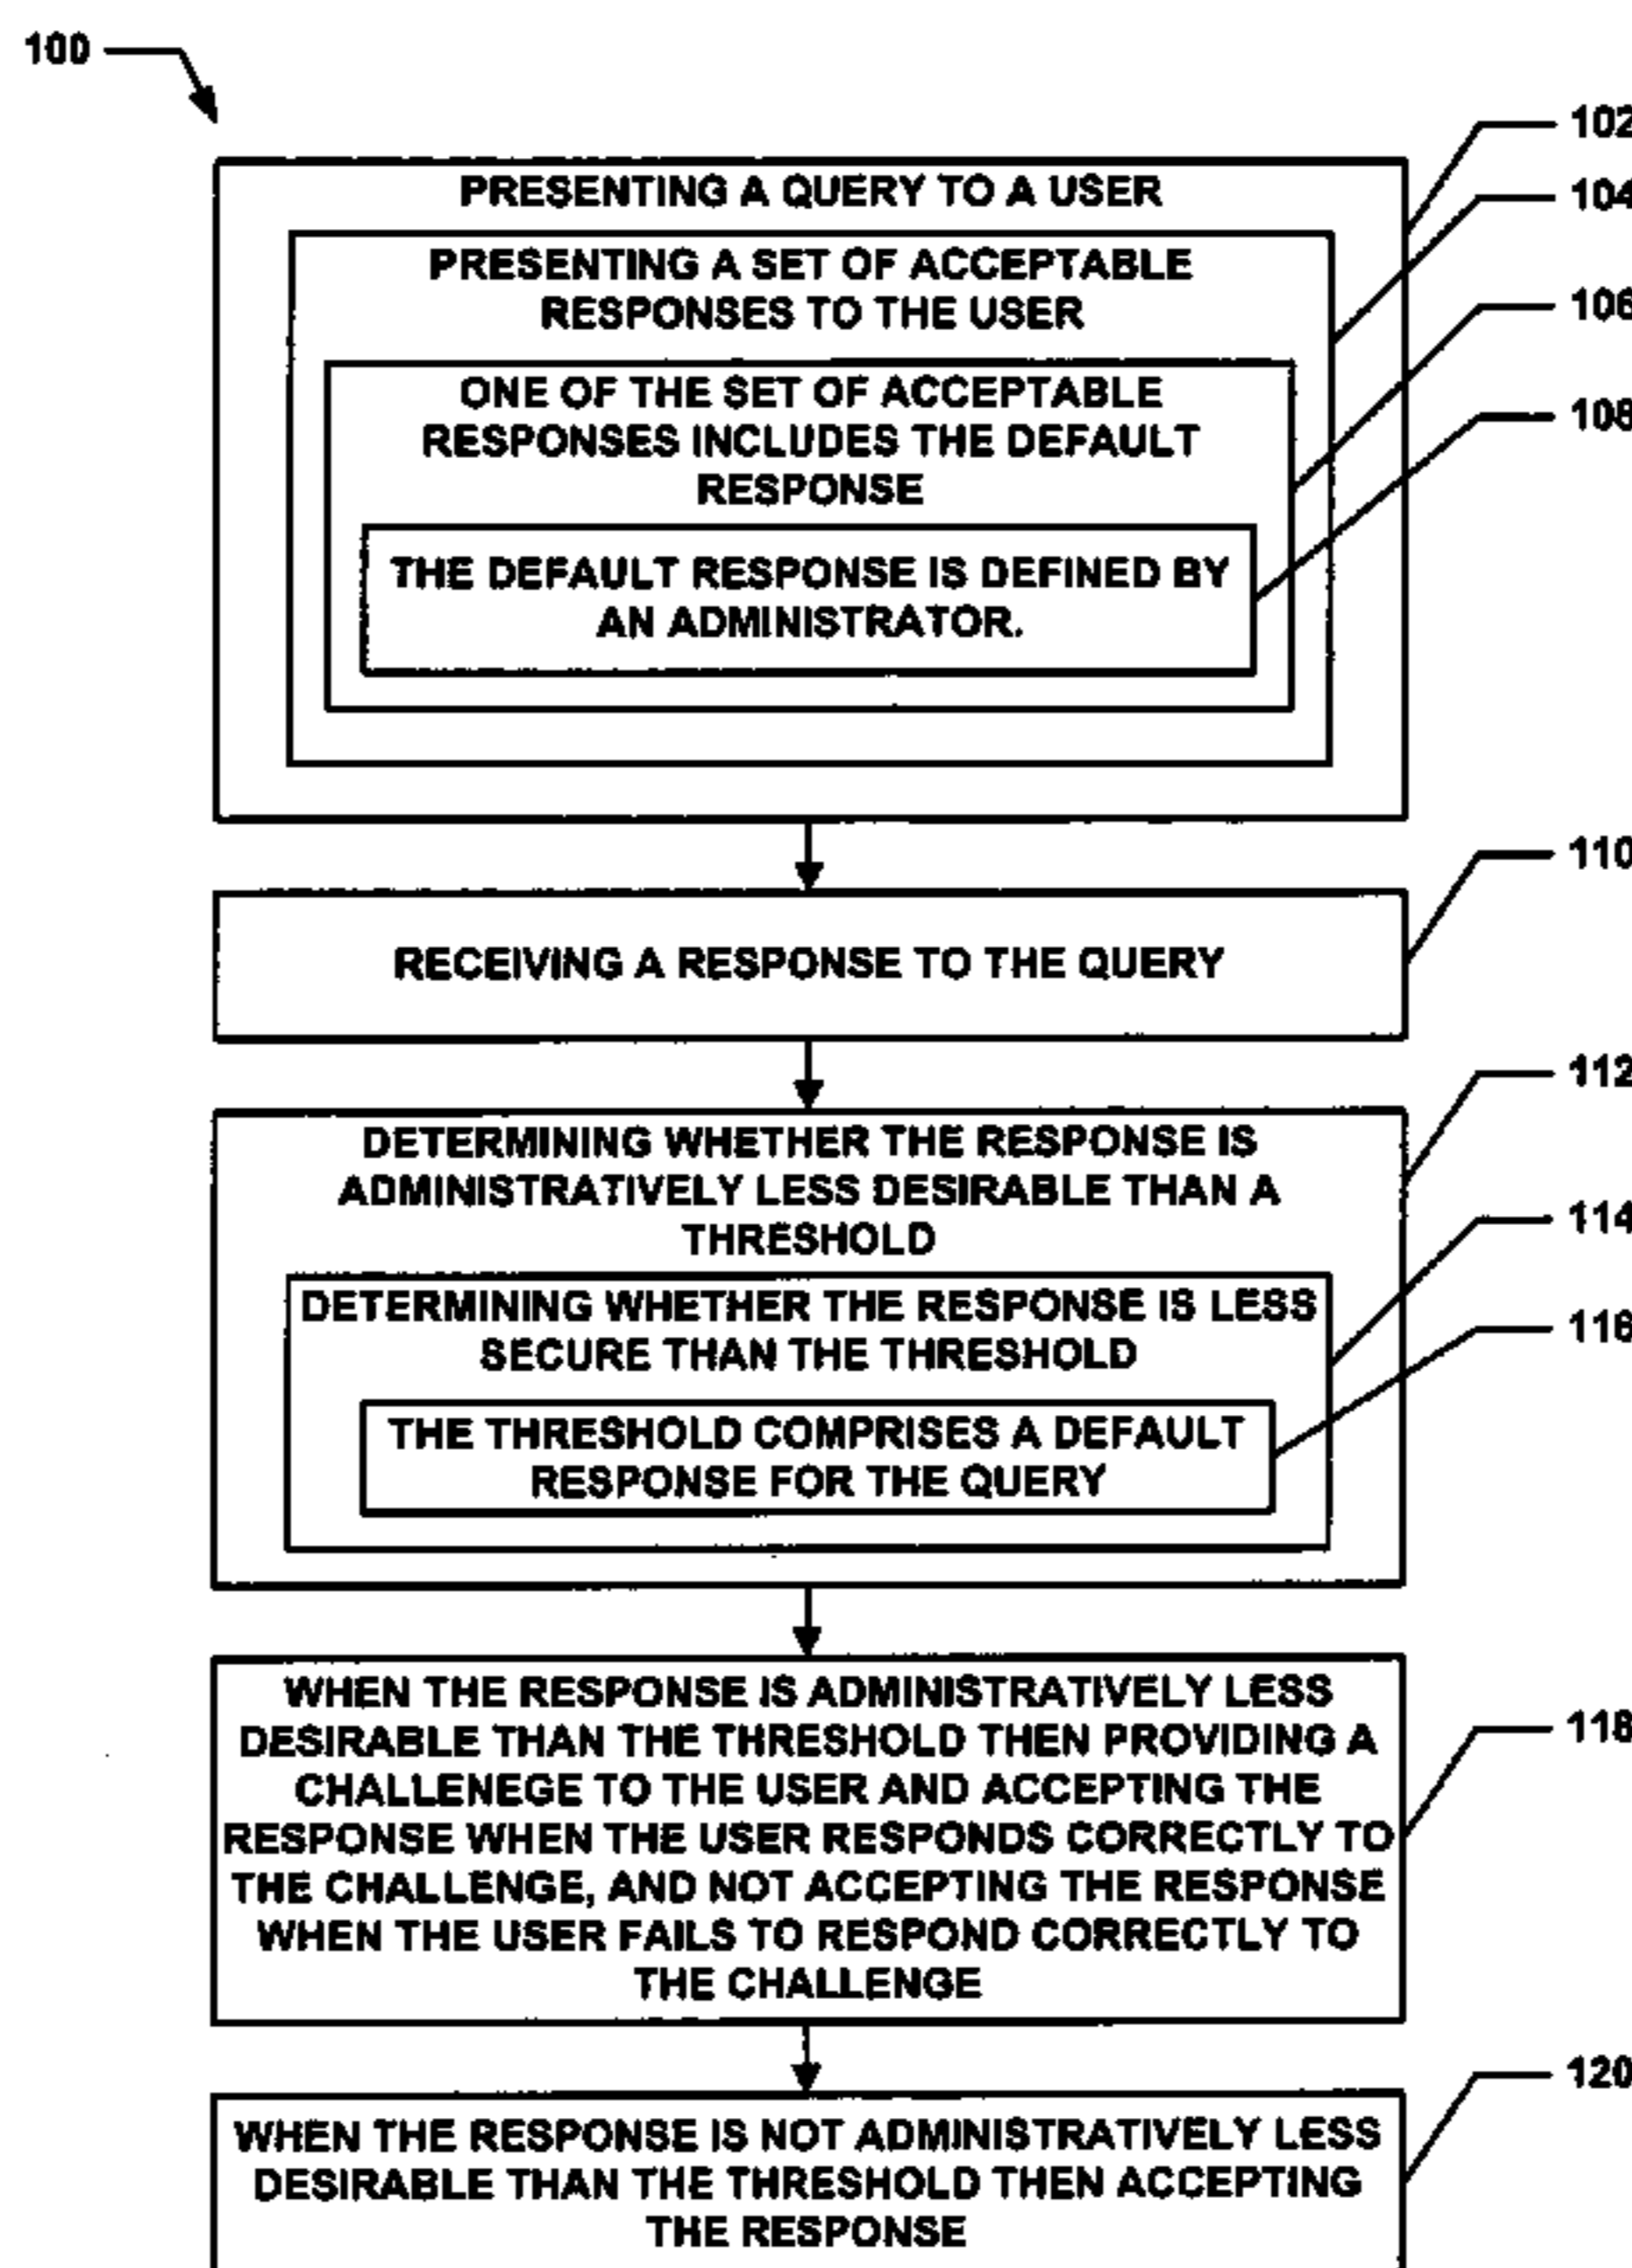 100
102
PRESENTING A QUERY TO A USER
104
PRESENTING A SET OF ACCEPTABLE
RESPONSES TO THE USER
106
ONE OF THE SET OF ACCEPTABLE
RESPONSES INCLUDES THE DEFAULT
RESPONSE
108
THE DEFAULT RESPONSE IS DEFINED BY
AN ADMINISTRATOR.
110
RECEIVING A RESPONSE TO THE QUERY
112
DETERMINING WHETHER THE RESPONSE IS
ADMINISTRATIVELY LESS DESIRABLE THAN A
THRESHOLD
114
DETERMINING WHETHER THE RESPONSE IS LESS
SECURE THAN THE THRESHOLD
116
THE THRESHOLD COMPRISES A DEFAULT
RESPONSE FOR THE QUERY
118
WHEN THE RESPONSE IS ADMINISTRATIVELY LESS
DESIRABLE THAN THE THRESHOLD THEN PROVIDING A
CHALLENEGE TO THE USER AND ACCEPTING THE
RESPONSE WHEN THE USER RESPONDS CORRECTLY TO
THE CHALLENGE, AND NOT ACCEPTING THE RESPONSE
WHEN THE USER FAILS TO RESPOND CORRECTLY TO
THE CHALLENGE
120
WHEN THE RESPONSE IS NOT ADMINISTRATIVELY LESS
DESIRABLE THAN THE THRESHOLD THEN ACCEPTING
THE RESPONSE